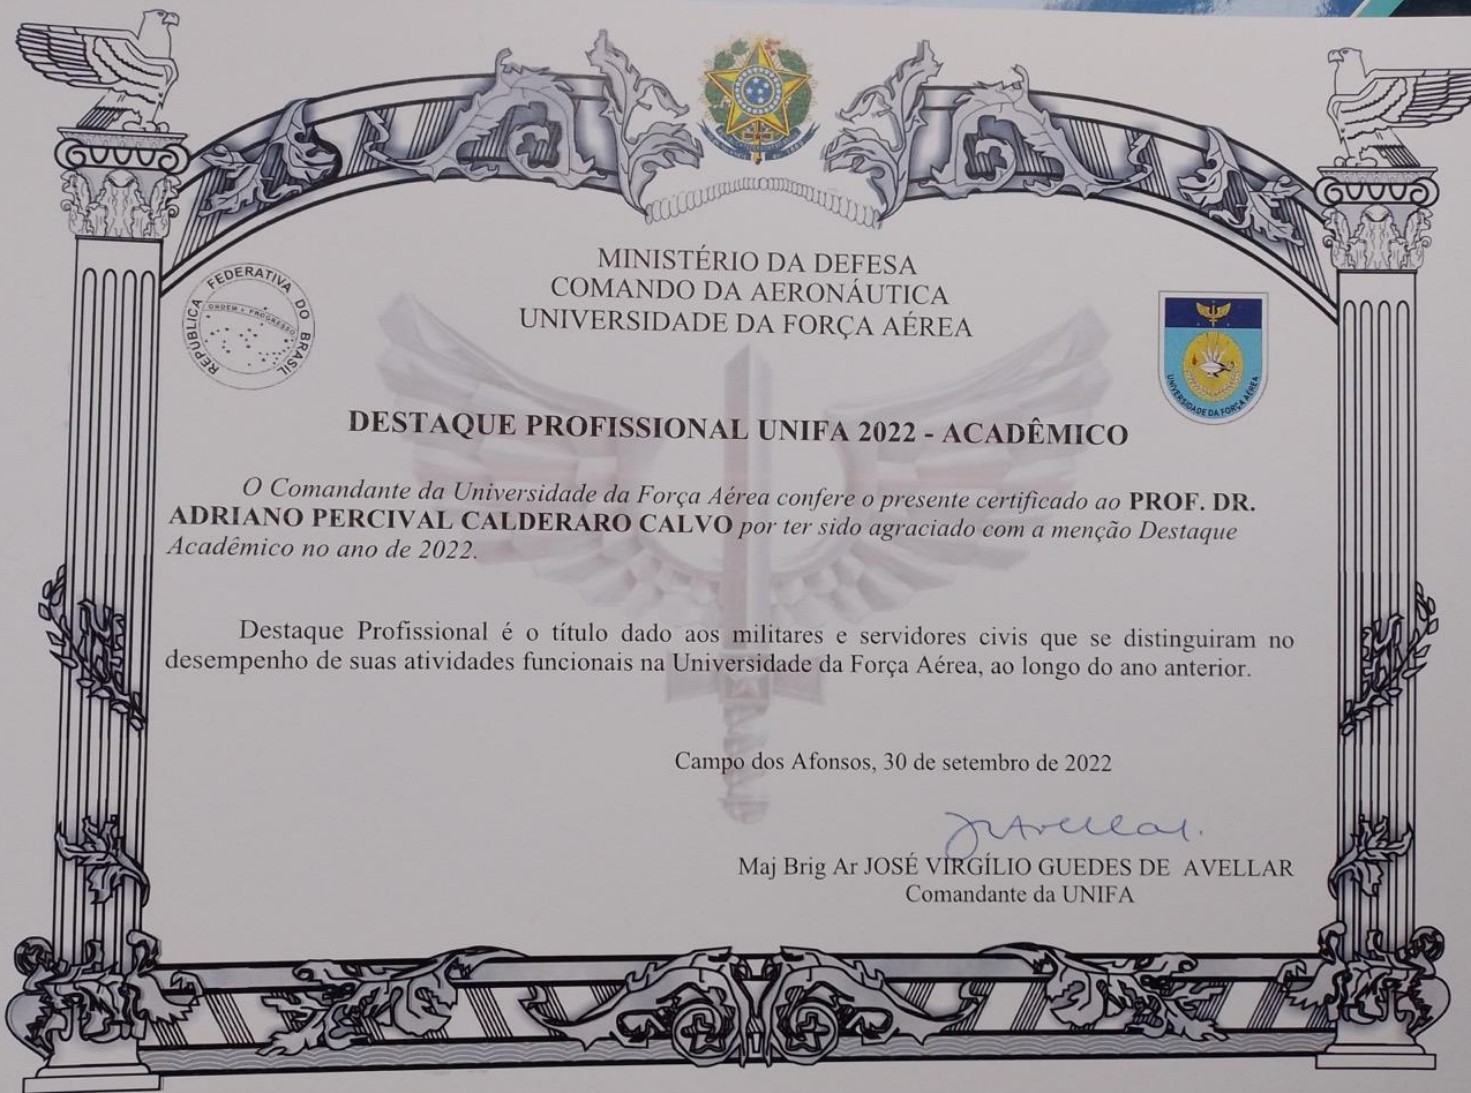 REPÚBLICA FEDERATIVA DO BRASIL
ORDEM E PROGRESSO
MINISTÉRIO DA DEFESA
COMANDO DA AERONÁUTICA
UNIVERSIDADE DA FORÇA AÉREA
UNIVERSIDADE DA FORÇA AÉREA
DESTAQUE PROFISSIONAL UNIFA 2022 - ACADÊMICO
O Comandante da Universidade da Força Aérea confere o presente certificado ao PROF. DR.
ADRIANO PERCIVAL CALDERARO CALVO por ter sido agraciado com a menção Destaque
Acadêmico no ano de 2022.
Destaque Profissional é o título dado aos militares e servidores civis que se distinguiram no
desempenho de suas atividades funcionais na Universidade da Força Aérea, ao longo do ano anterior.
Campo dos Afonsos, 30 de setembro de 2022
Maj Brig Ar JOSÉ VIRGÍLIO GUEDES DE AVELLAR
Comandante da UNIFA